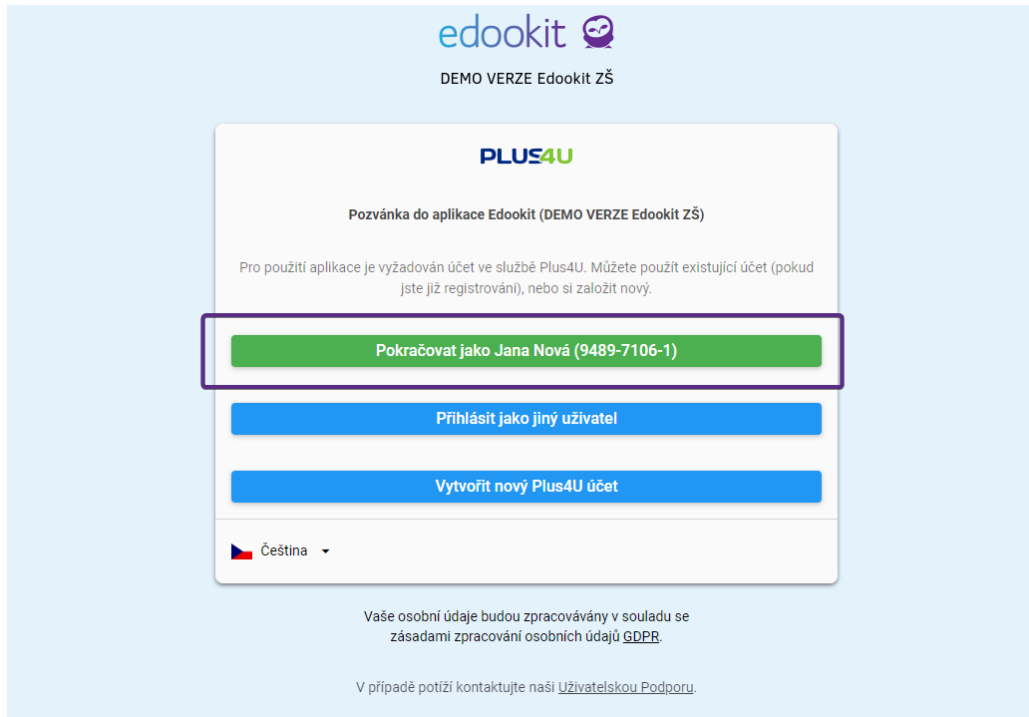 edookit
DEMO VERZE Edookit ZŠ
PLUS4U
Pozvánka do aplikace Edookit (DEMO VERZE Edookit ZŠ)
Pro použití aplikace je vyžadován účet ve službě Plus4U. Můžete použít existující účet (pokud
jste již registrováni), nebo si založit nový.
Pokračovat jako Jana Nová (9489-7106-1)
Přihlásit jako jiný uživatel
Vytvořit nový Plus4U účet
Čeština
Vaše osobní údaje budou zpracovávány v souladu se
zásadami zpracování osobních údajů GDPR.
V případě potíží kontaktujte naši Uživatelskou Podporu.